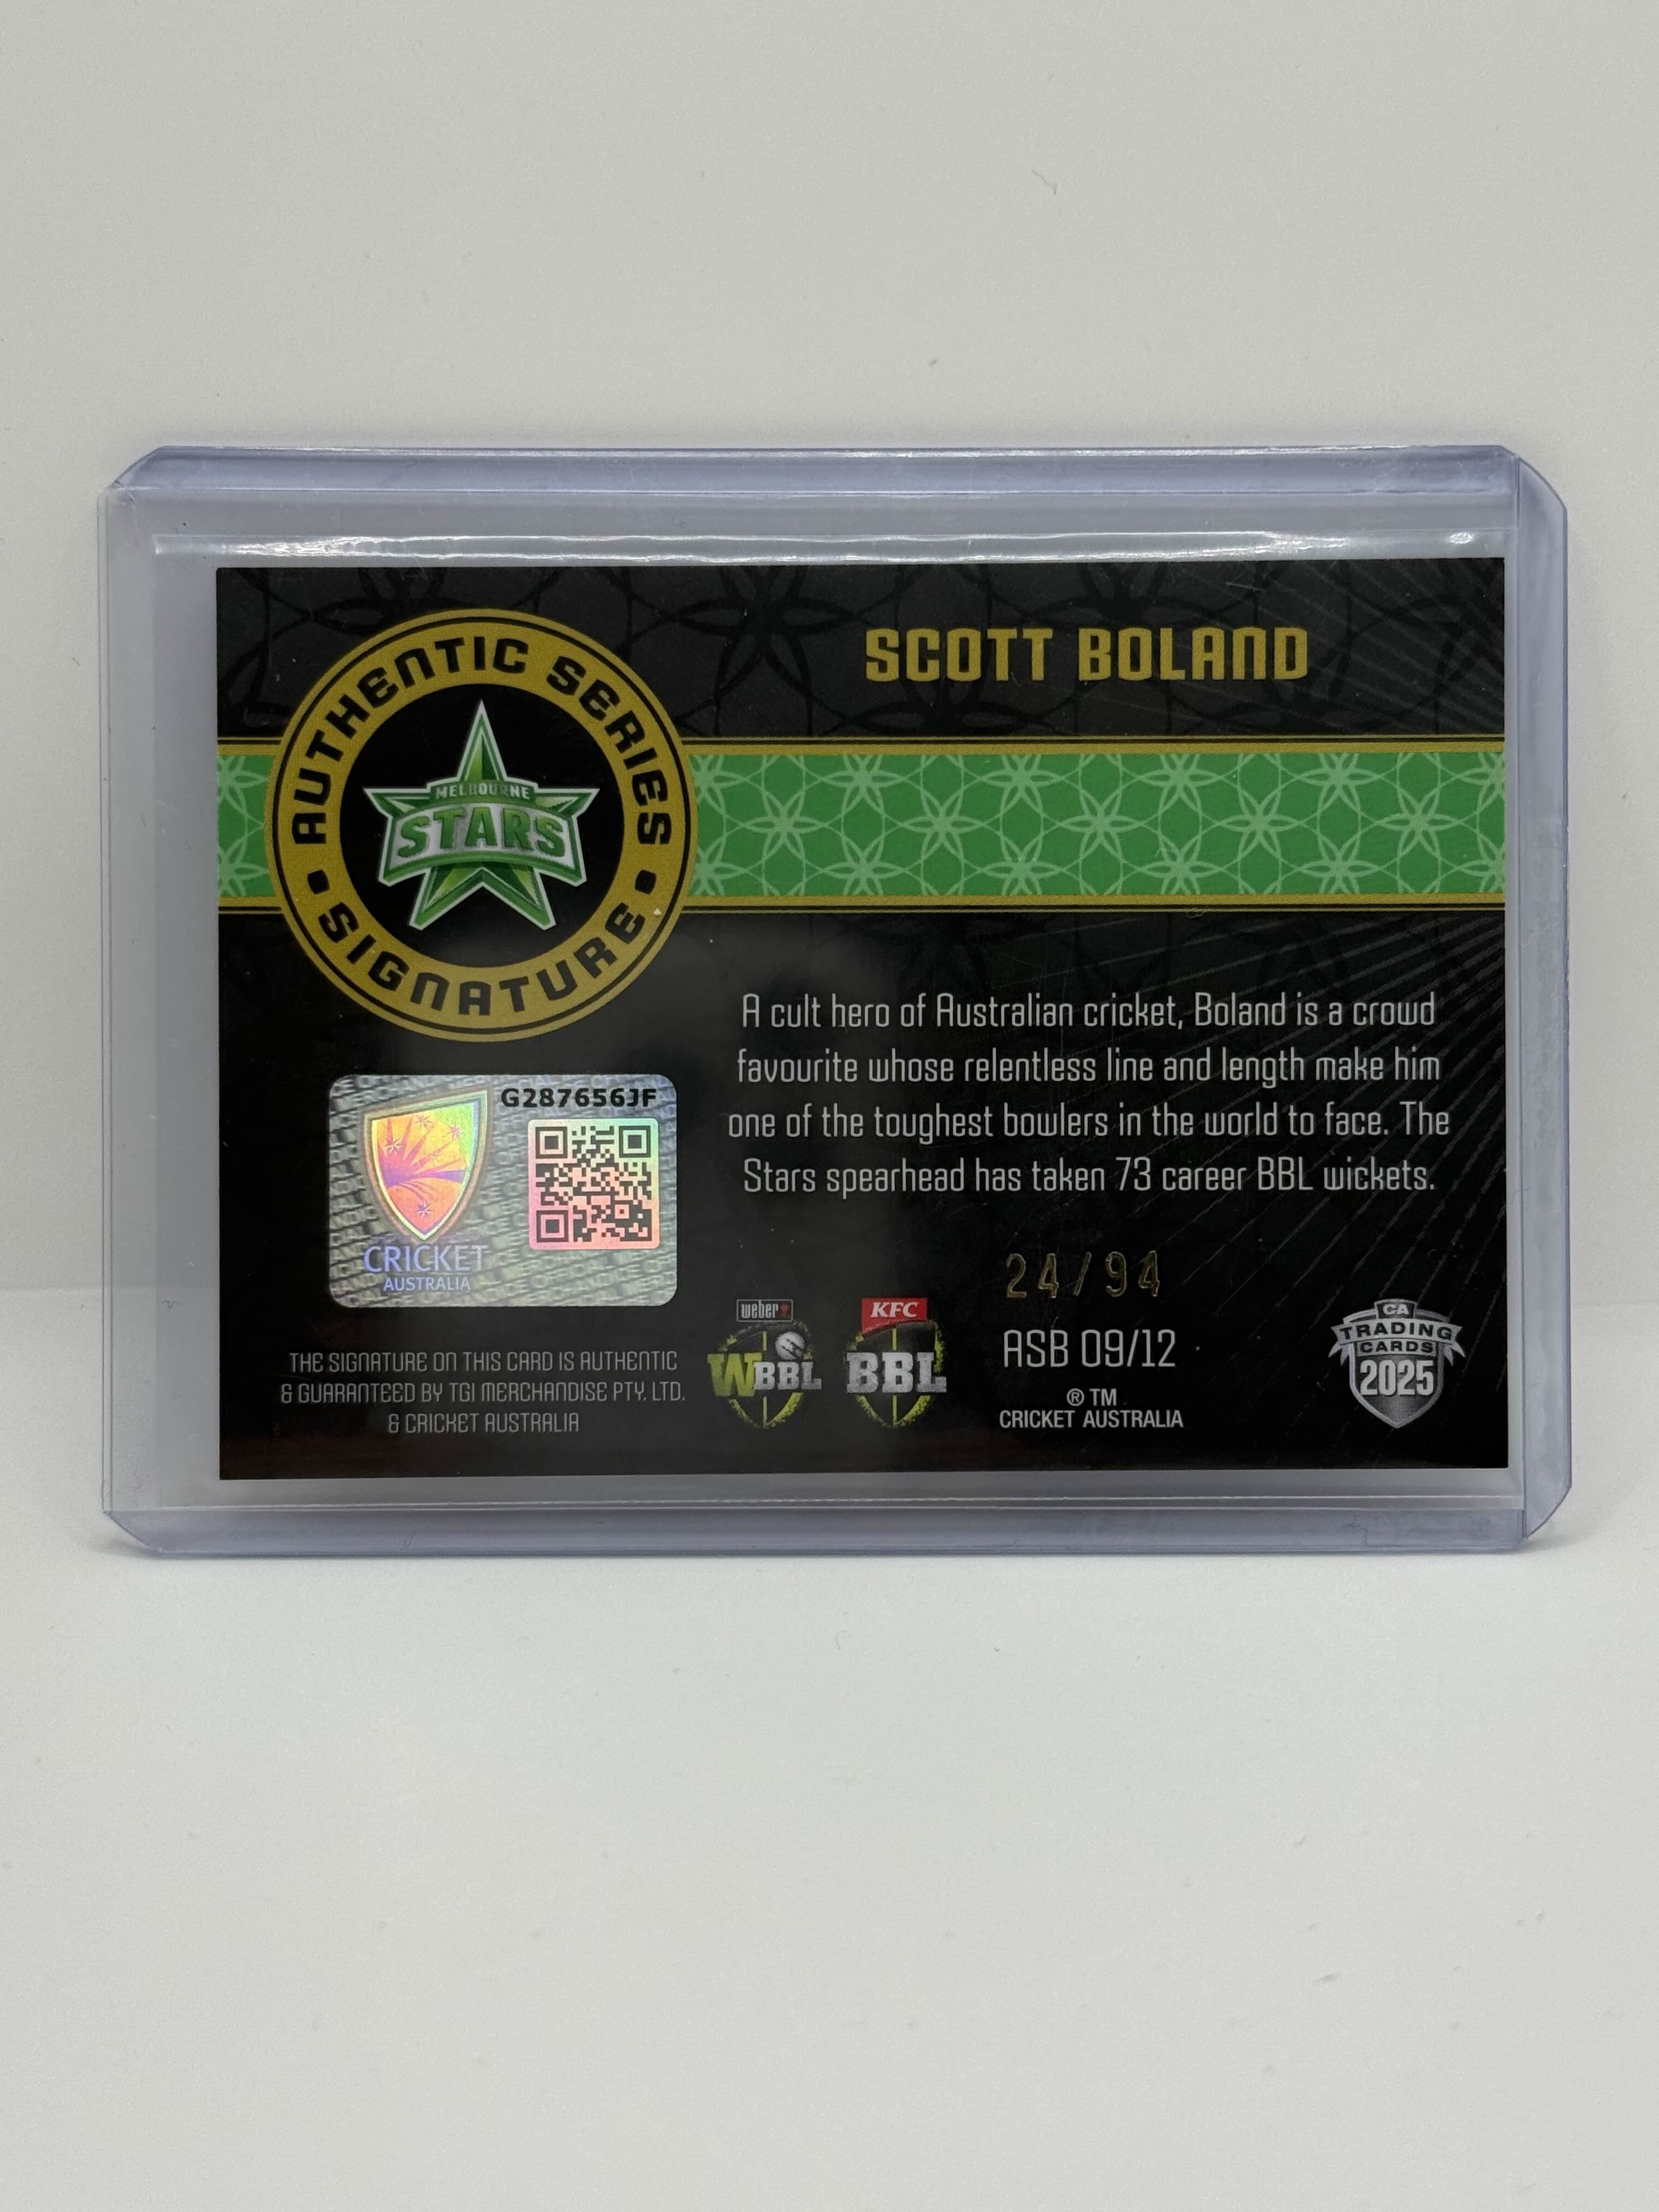 SCOTT BOLAND
AUTHENTIC SERIES
• SIGNATURE •
MELBOURNE
STARS
A cult hero of Australian cricket, Boland is a crowd
favourite whose relentless line and length make him
one of the toughest bowlers in the world to face. The
Stars spearhead has taken 73 career BBL wickets.
G287656JF
CRICKET
AUSTRALIA
THE SIGNATURE ON THIS CARD IS AUTHENTIC
& GUARANTEED BY TGI MERCHANDISE PTY. LTD.
& CRICKET AUSTRALIA
weber
WBBL
KFC
BBL
24/94
ASB 09/12
® TM
CRICKET AUSTRALIA
CA
TRADING
CARDS
2025